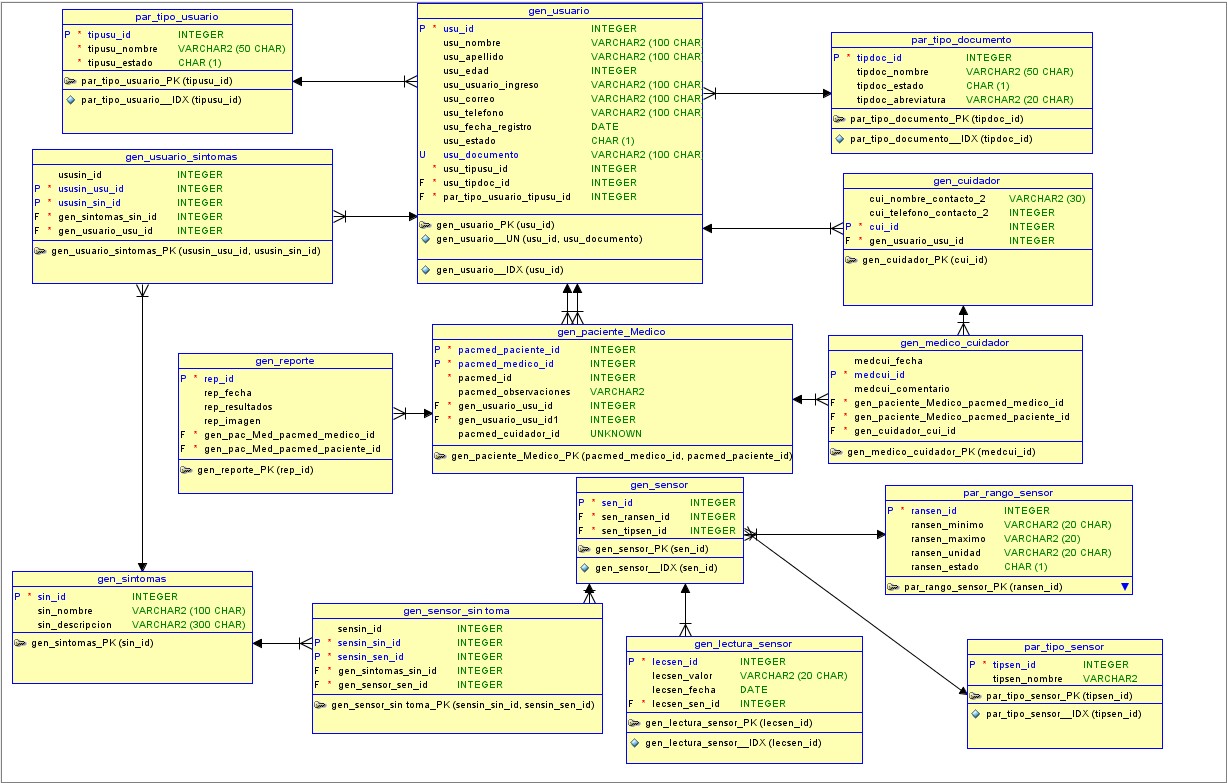 par_tipo_usuario
P * tipusu_id INTEGER
* tipusu_nombre VARCHAR2 (50 CHAR)
* tipusu_estado CHAR (1)
par_tipo_usuario_PK (tipusu_id)
par_tipo_usuario__IDX (tipusu_id)
gen_usuario
P * usu_id INTEGER
usu_nombre VARCHAR2 (100 CHAR
usu_apellido VARCHAR2 (100 CHAR
usu_edad INTEGER
usu_usuario_ingreso VARCHAR2 (100 CHAR
usu_correo VARCHAR2 (100 CHAR
usu_telefono VARCHAR2 (100 CHAR
usu_fecha_registro DATE
usu_estado CHAR (1)
U usu_documento VARCHAR2 (100 CHAR
* usu_tipusu_id INTEGER
F * usu_tipdoc_id INTEGER
F * par_tipo_usuario_tipusu_id INTEGER
gen_usuario_PK (usu_id)
gen_usuario__UN (usu_id, usu_documento)
gen_usuario__IDX (usu_id)
par_tipo_documento
P * tipdoc_id INTEGER
tipdoc_nombre VARCHAR2 (50 CHAR)
tipdoc_estado CHAR (1)
tipdoc_abreviatura VARCHAR2 (20 CHAR)
par_tipo_documento_PK (tipdoc_id)
par_tipo_documento__IDX (tipdoc_id)
gen_usuario_sintomas
ususin_id INTEGER
P * ususin_usu_id INTEGER
P * ususin_sin_id INTEGER
F * gen_sintomas_sin_id INTEGER
F * gen_usuario_usu_id INTEGER
gen_usuario_sintomas_PK (ususin_usu_id, ususin_sin_id)
gen_cuidador
cui_nombre_contacto_2 VARCHAR2 (30)
cui_telefono_contacto_2 INTEGER
P * cui_id INTEGER
F * gen_usuario_usu_id INTEGER
gen_cuidador_PK (cui_id)
gen_paciente_Medico
P * pacmed_paciente_id INTEGER
P * pacmed_medico_id INTEGER
* pacmed_id INTEGER
pacmed_observaciones VARCHAR2
F * gen_usuario_usu_id INTEGER
F * gen_usuario_usu_id1 INTEGER
pacmed_cuidador_id UNKNOWN
gen_paciente_Medico_PK (pacmed_medico_id, pacmed_paciente_id)
gen_medico_cuidador
medcui_fecha
P * medcui_id
medcui_comentario
F * gen_paciente_Medico_pacmed_medico_id
F * gen_paciente_Medico_pacmed_paciente_id
F * gen_cuidador_cui_id
gen_medico_cuidador_PK (medcui_id)
gen_reporte
P * rep_id
rep_fecha
rep_resultados
rep_imagen
F * gen_pac_Med_pacmed_medico_id
F * gen_pac_Med_pacmed_paciente_id
gen_reporte_PK (rep_id)
gen_sensor
P * sen_id INTEGER
F * sen_ransen_id INTEGER
F * sen_tipsen_id INTEGER
gen_sensor_PK (sen_id)
gen_sensor__IDX (sen_id)
par_rango_sensor
P * ransen_id INTEGER
ransen_minimo VARCHAR2 (20 CHAR)
ransen_maximo VARCHAR2 (20)
ransen_unidad VARCHAR2 (20 CHAR)
ransen_estado CHAR (1)
par_rango_sensor_PK (ransen_id)
gen_sintomas
P * sin_id INTEGER
sin_nombre VARCHAR2 (100 CHAR)
sin_descripcion VARCHAR2 (300 CHAR)
gen_sintomas_PK (sin_id)
gen_sensor_sin toma
sensin_id INTEGER
P * sensin_sin_id INTEGER
P * sensin_sen_id INTEGER
F * gen_sintomas_sin_id INTEGER
F * gen_sensor_sen_id INTEGER
gen_sensor_sin toma_PK (sensin_sin_id, sensin_sen_id)
gen_lectura_sensor
P * lecsen_id INTEGER
lecsen_valor VARCHAR2 (20 CHAR)
lecsen_fecha DATE
F * lecsen_sen_id INTEGER
gen_lectura_sensor_PK (lecsen_id)
gen_lectura_sensor__IDX (lecsen_id)
par_tipo_sensor
P * tipsen_id INTEGER
tipsen_nombre VARCHAR2
par_tipo_sensor_PK (tipsen_id)
par_tipo_sensor__IDX (tipsen_id)